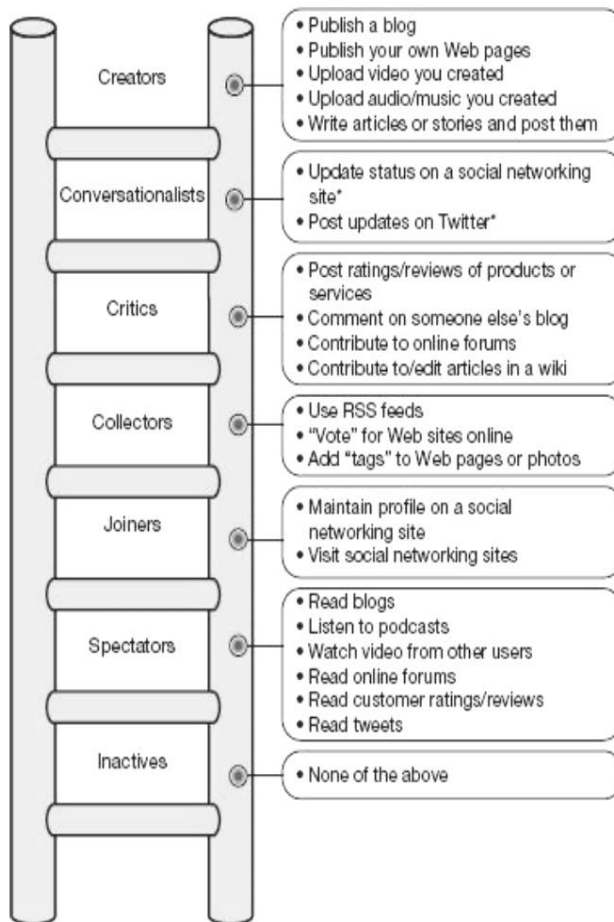 Creators
• Publish a blog
• Publish your own Web pages
• Upload video you created
• Upload audio/music you created
• Write articles or stories and post them
Conversationalists
• Update status on a social networking
site*
• Post updates on Twitter*
Critics
• Post ratings/reviews of products or
services
• Comment on someone else's blog
• Contribute to online forums
• Contribute to/edit articles in a wiki
Collectors
• Use RSS feeds
• “Vote” for Web sites online
• Add “tags” to Web pages or photos
Joiners
• Maintain profile on a social
networking site
• Visit social networking sites
Spectators
• Read blogs
• Listen to podcasts
• Watch video from other users
• Read online forums
• Read customer ratings/reviews
• Read tweets
Inactives
• None of the above